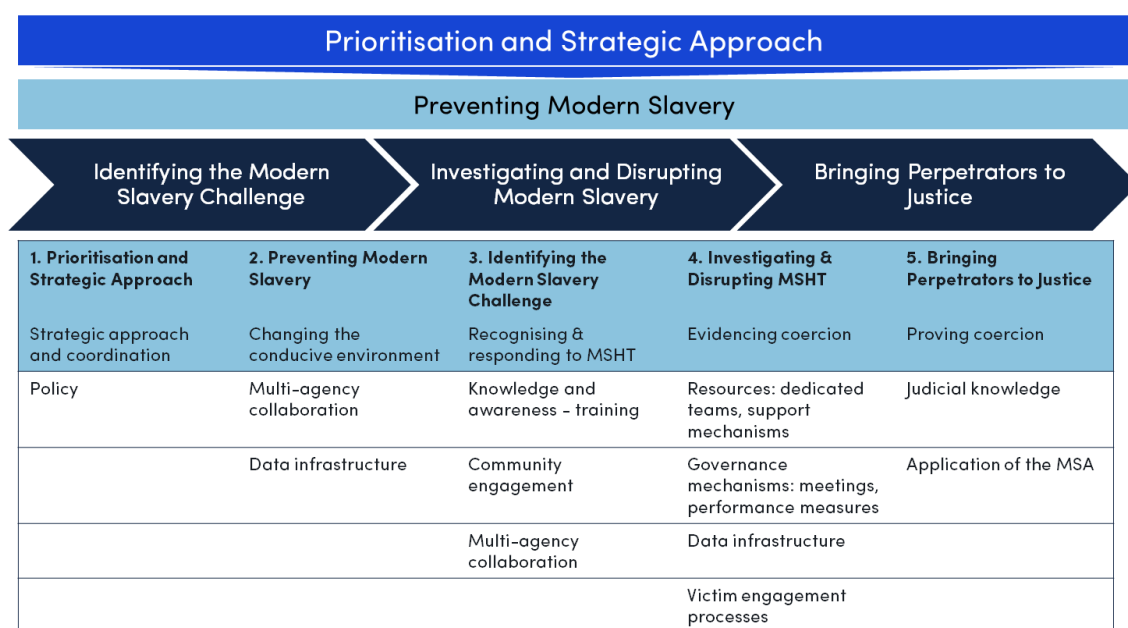 Prioritisation and Strategic Approach
Preventing Modern Slavery
Identifying the Modern
Slavery Challenge
Investigating and Disrupting
Modern Slavery
Bringing Perpetrators to
Justice
1. Prioritisation and
Strategic Approach
2. Preventing Modern
Slavery
3. Identifying the
Modern Slavery
Challenge
4. Investigating &
Disrupting MSHT
5. Bringing
Perpetrators to Justice
Strategic approach
and coordination
Changing the
conducive environment
Recognising &
responding to MSHT
Evidencing coercion
Proving coercion
Policy
Multi-agency
collaboration
Knowledge and
awareness - training
Resources: dedicated
teams, support
mechanisms
Judicial knowledge
Data infrastructure
Community
engagement
Governance
mechanisms: meetings,
performance measures
Application of the MSA
Multi-agency
collaboration
Data infrastructure
Victim engagement
processes